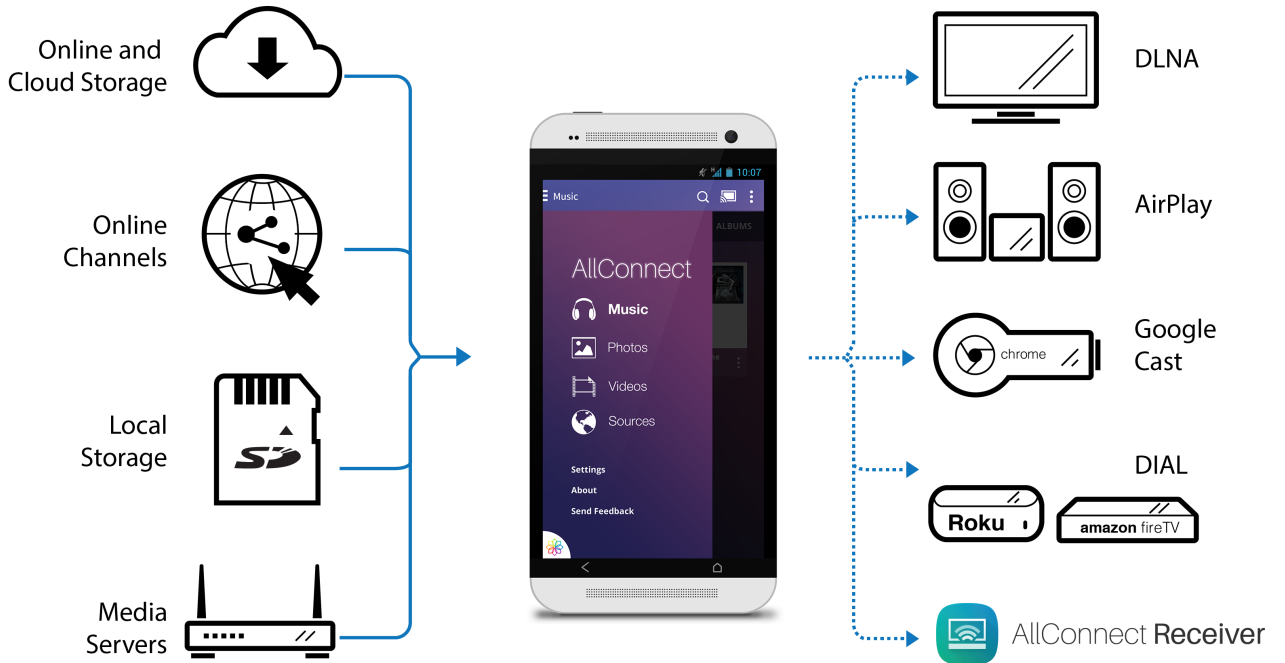 Online and
Cloud Storage
Online
Channels
Local
Storage
SD
Media
Servers
H
10:07
Music
ALBUMS
AllConnect
Music
Photos
Videos
Sources
Settings
About
Send Feedback
DLNA
AirPlay
Google
Cast
chrome
DIAL
Roku
amazon fireTV
AllConnect Receiver